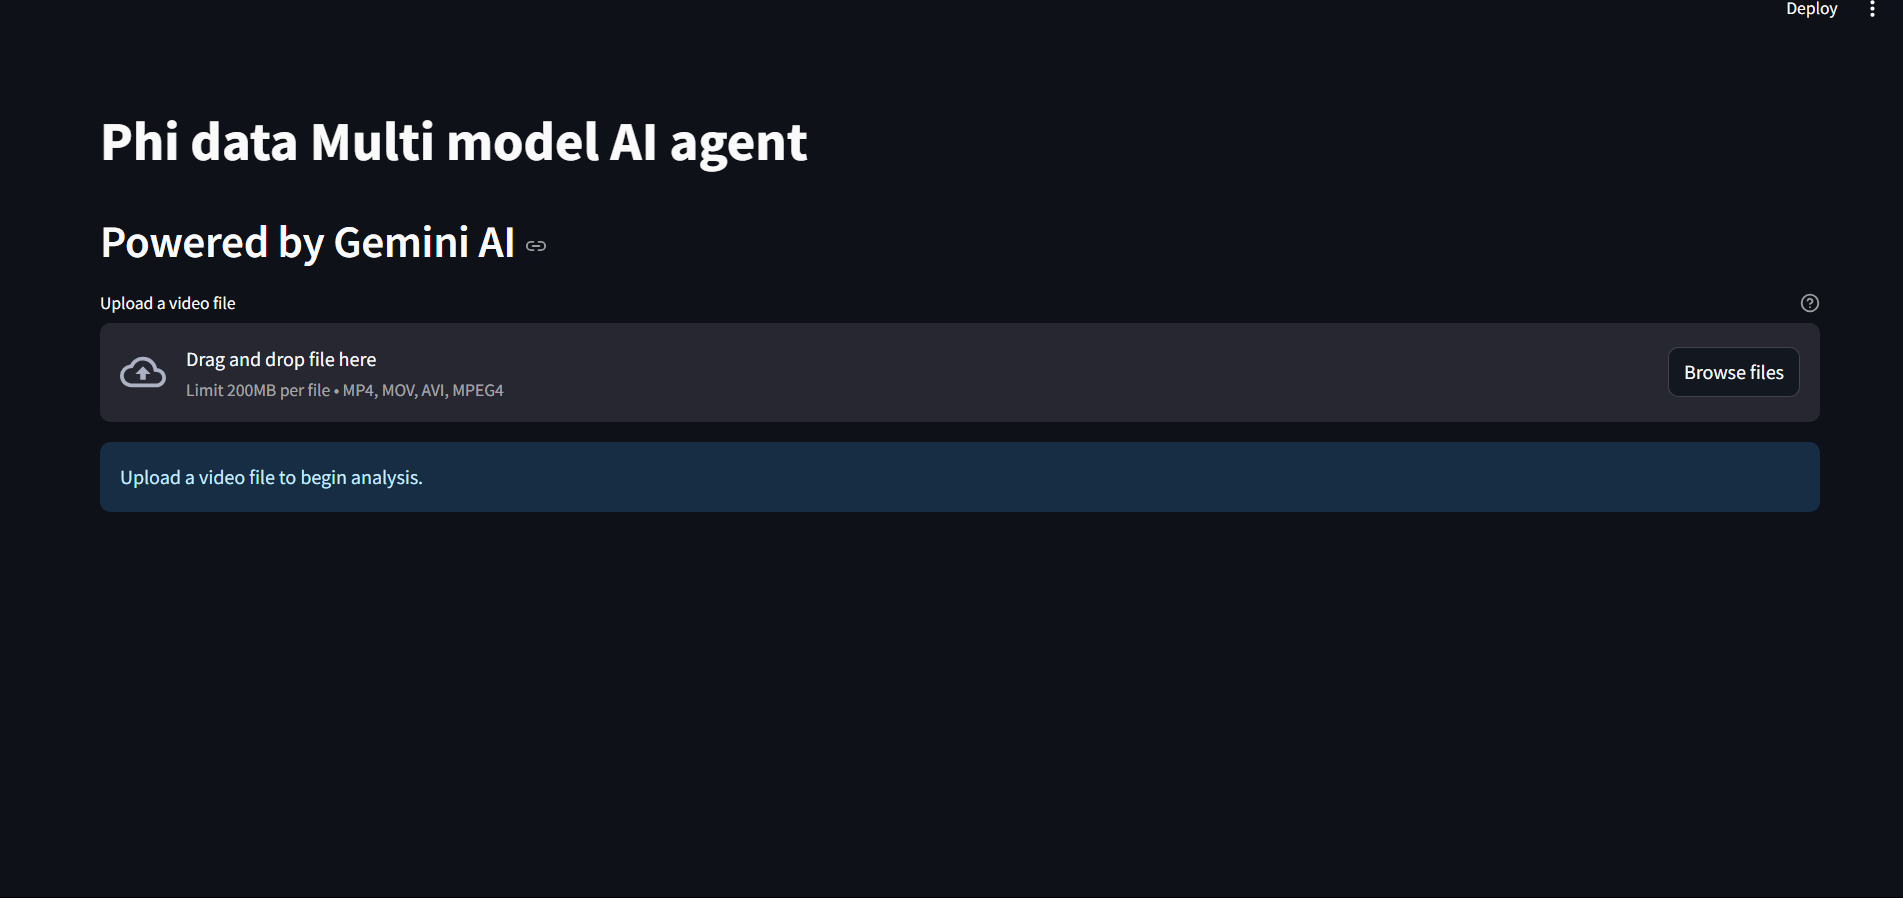 Deploy
Phi data Multi model AI agent
Powered by Gemini AI
Upload a video file
Drag and drop file here
Limit 200MB per file • MP4, MOV, AVI, MPEG4
Browse files
Upload a video file to begin analysis.